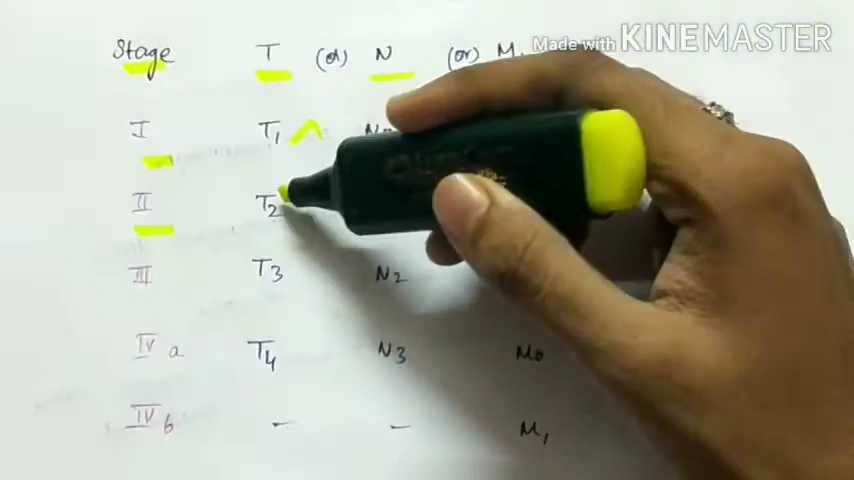 Stage T (or) N (or) M
Made with KINEMASTER
I T1
II T2
III T3 N2
IV a T4 N3 M0
IV b - - M1